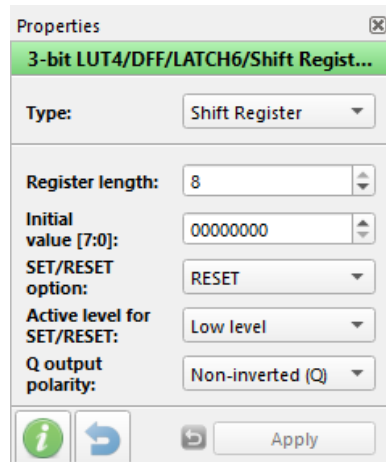 Properties
3-bit LUT4/DFF/LATCH6/Shift Regist...
Type: Shift Register
Register length: 8
Initial
value [7:0]: 00000000
SET/RESET
option: RESET
Active level for
SET/RESET: Low level
Q output
polarity: Non-inverted (Q)
Apply